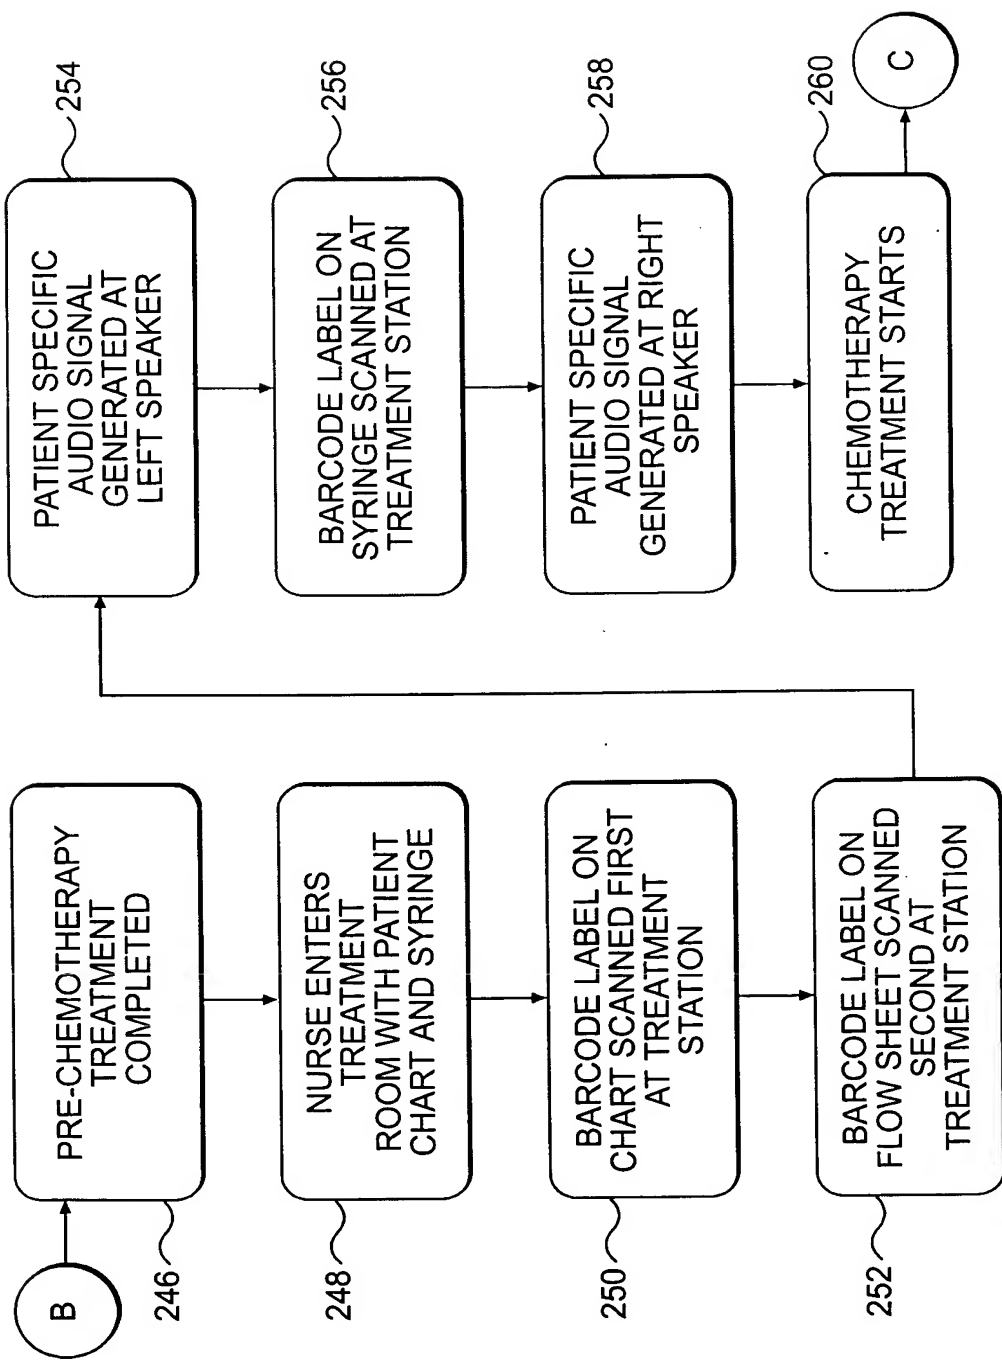 B
246
PRE-CHEMOTHERAPY
TREATMENT
COMPLETED
248
NURSE ENTERS
TREATMENT
ROOM WITH PATIENT
CHART AND SYRINGE
250
BARCODE LABEL ON
CHART SCANNED FIRST
AT TREATMENT
STATION
252
BARCODE LABEL ON
FLOW SHEET SCANNED
SECOND AT
TREATMENT STATION
254
PATIENT SPECIFIC
AUDIO SIGNAL
GENERATED AT
LEFT SPEAKER
256
BARCODE LABEL ON
SYRINGE SCANNED AT
TREATMENT STATION
258
PATIENT SPECIFIC
AUDIO SIGNAL
GENERATED AT RIGHT
SPEAKER
260
CHEMOTHERAPY
TREATMENT STARTS
C